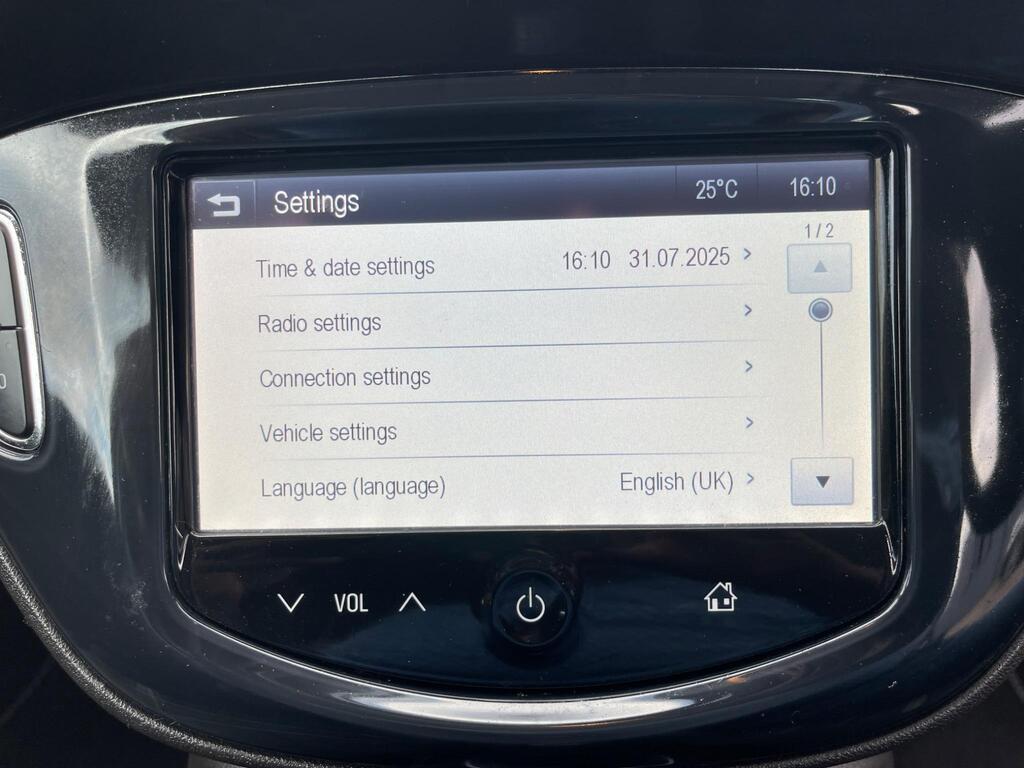 Settings 25°C 16:10
1/2
Time & date settings 16:10 31.07.2025 >
Radio settings >
Connection settings >
Vehicle settings >
Language (language) English (UK) >
0
VOL